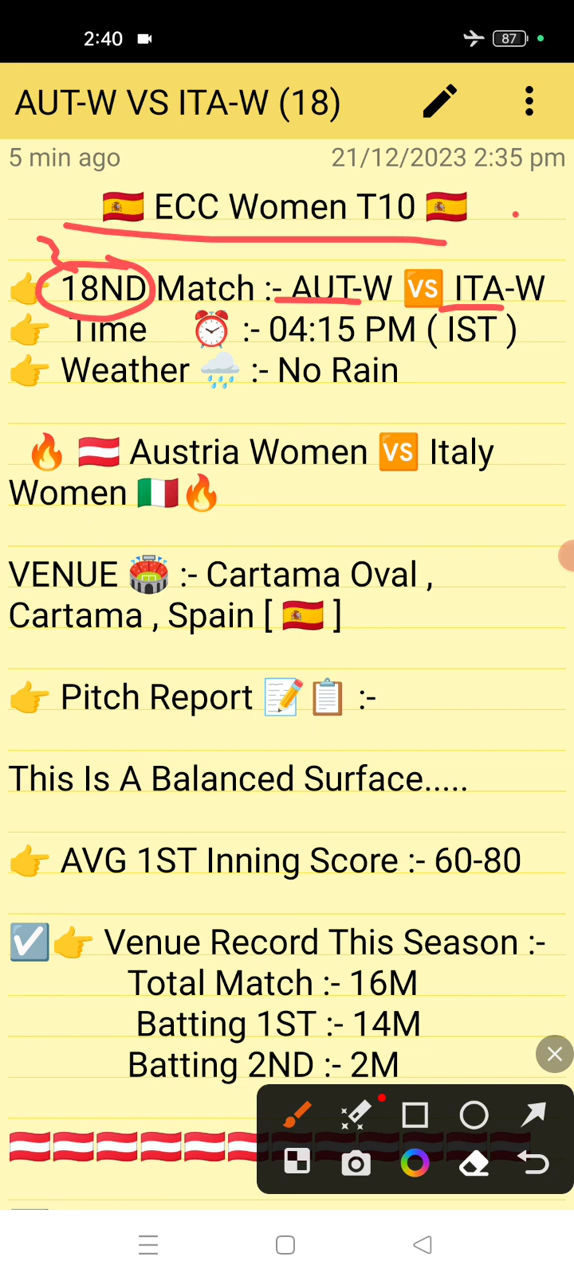 2:40
87
AUT-W VS ITA-W (18)
5 min ago 21/12/2023 2:35 pm
🇪🇸 ECC Women T10 🇪🇸
👉 18ND Match :- AUT-W 🆚 ITA-W
👉 Time ⏰ :- 04:15 PM ( IST )
👉 Weather 🌧️ :- No Rain
🔥 🇦🇹 Austria Women 🆚 Italy
Women 🇮🇹🔥
VENUE 🏟️ :- Cartama Oval ,
Cartama , Spain [ 🇪🇸 ]
👉 Pitch Report 📝📋 :-
This Is A Balanced Surface.....
👉 AVG 1ST Inning Score :- 60-80
☑️👉 Venue Record This Season :-
Total Match :- 16M
Batting 1ST :- 14M
Batting 2ND :- 2M